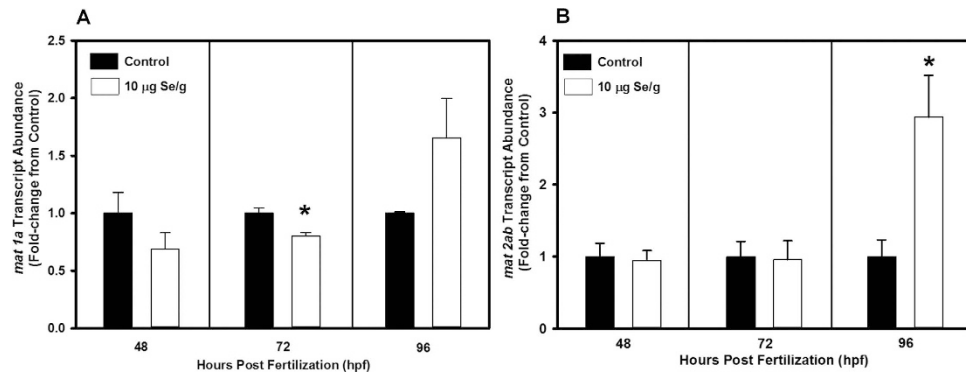 A
mat 1a Transcript Abundance
(Fold-change from Control)
2.5
2.0
1.5
1.0
0.5
0.0
Control
10 µg Se/g
*
48
72
96
Hours Post Fertilization (hpf)
B
mat 2ab Transcript Abundance
(Fold-change from Control)
4
3
2
1
0
Control
10 µg Se/g
*
48
72
96
Hours Post Fertilization (hpf)